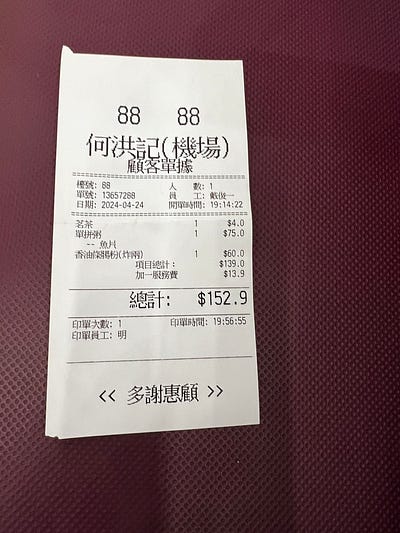 88 88
何洪記(機場)
顧客單據
檯號: 88 人 數: 1
單號: 13657288 員 工: 戴俊一
日期: 2024-04-24 開單時間: 19:14:22
茗茶 1 $4.0
單拼粥 1 $75.0
-- 魚片
香油𠎀腸粉(炸兩) 1 $60.0
項目總計: $139.0
加一服務費 $13.9
總計: $152.9
印單次數: 1 印單時間: 19:56:55
印單員工: 明
<< 多謝惠顧 >>